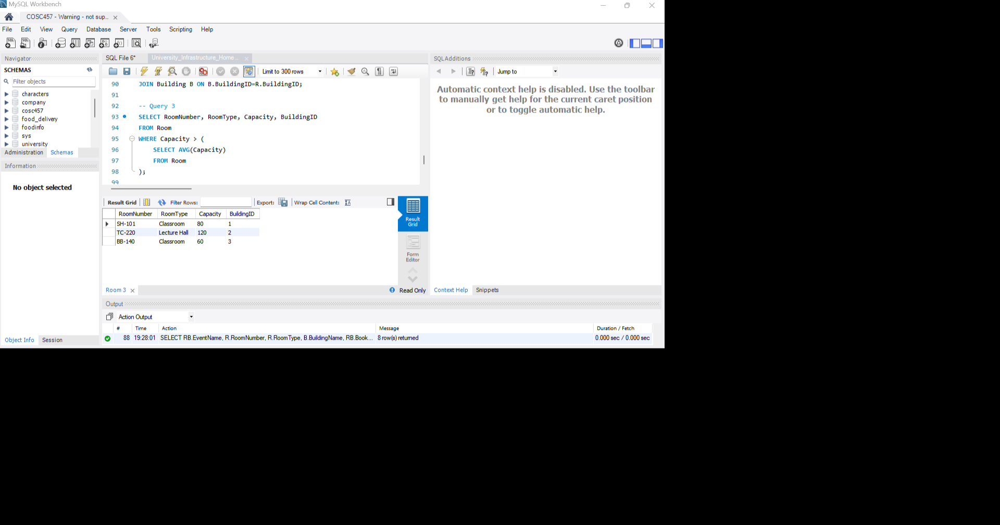 MySQL Workbench
COSC457 - Warning - not sup...
File Edit View Query Database Server Tools Scripting Help
Navigator
SCHEMAS
Filter objects
characters
company
cosc457
food_delivery
foodinfo
sys
university
Administration Schemas
Information
No object selected
Object Info Session
SQL File 6* University_Infrastructure_Home...
Limit to 300 rows
90 JOIN Building B ON B.BuildingID=R.BuildingID;
91
92 -- Query 3
93 SELECT RoomNumber, RoomType, Capacity, BuildingID
94 FROM Room
95 WHERE Capacity > (
96 SELECT AVG(Capacity)
97 FROM Room
98 );
99
Result Grid Filter Rows: Export: Wrap Cell Content:
RoomNumber RoomType Capacity BuildingID
SH-101 Classroom 80 1
TC-220 Lecture Hall 120 2
BB-140 Classroom 60 3
Result
Grid
Form
Editor
Room 3 Read Only
SQLAdditions
Jump to
Automatic context help is disabled. Use the toolbar
to manually get help for the current caret position
or to toggle automatic help.
Context Help Snippets
Output
Action Output
# Time Action Message Duration / Fetch
88 19:28:01 SELECT RB.EventName, R.RoomNumber, R.RoomType, B.BuildingName, RB.Book... 8 row(s) returned 0.000 sec / 0.000 sec